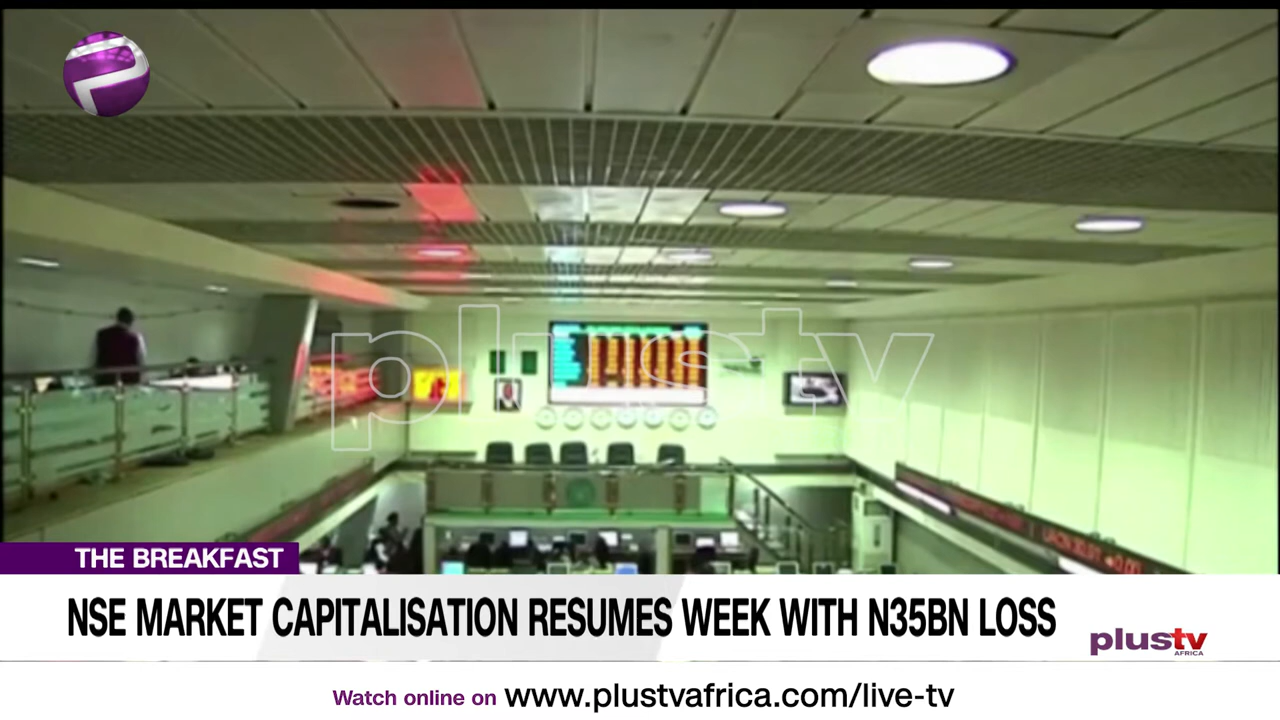 plustv
THE BREAKFAST
NSE MARKET CAPITALISATION RESUMES WEEK WITH N35BN LOSS
plustv
AFRICA
Watch online on www.plustvafrica.com/live-tv